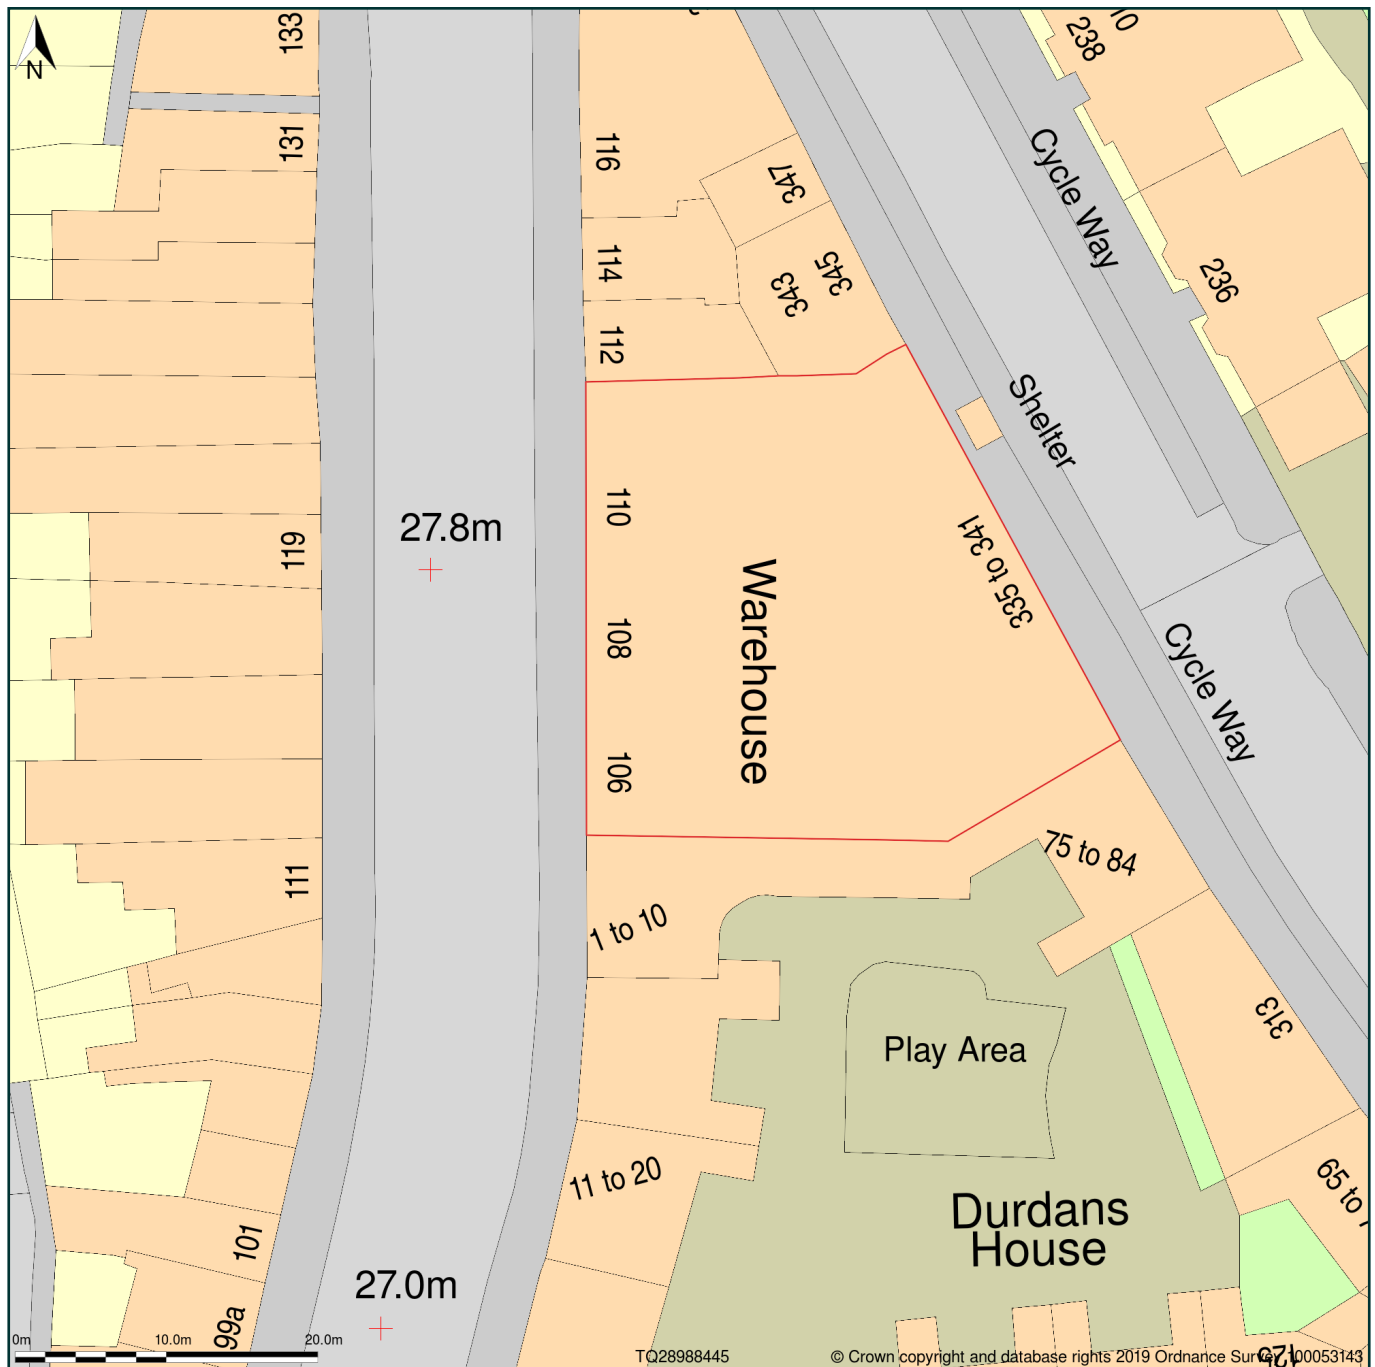 N
133
131
116
114
112
347
345
343
238
10
236
Cycle Way
Shelter
119
27.8m
110
108
106
Warehouse
335 to 341
Cycle Way
111
75 to 84
1 to 10
313
Play Area
11 to 20
Durdans
House
65 to
101
27.0m
99a
0m
10.0m
20.0m
TQ28988445
© Crown copyright and database rights 2019 Ordnance Survey 100053143